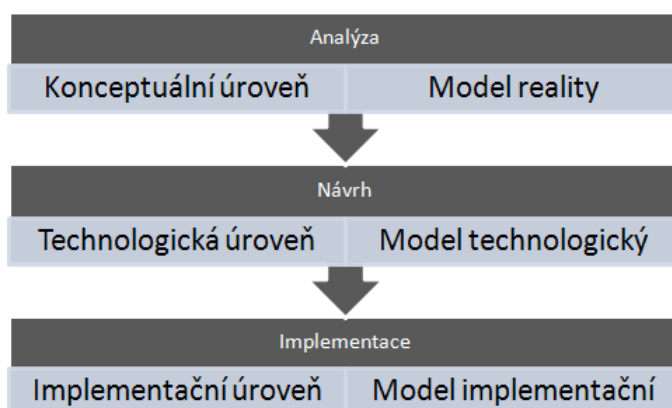 Analýza
Konceptuální úroveň Model reality
Návrh
Technologická úroveň Model technologický
Implementace
Implementační úroveň Model implementační